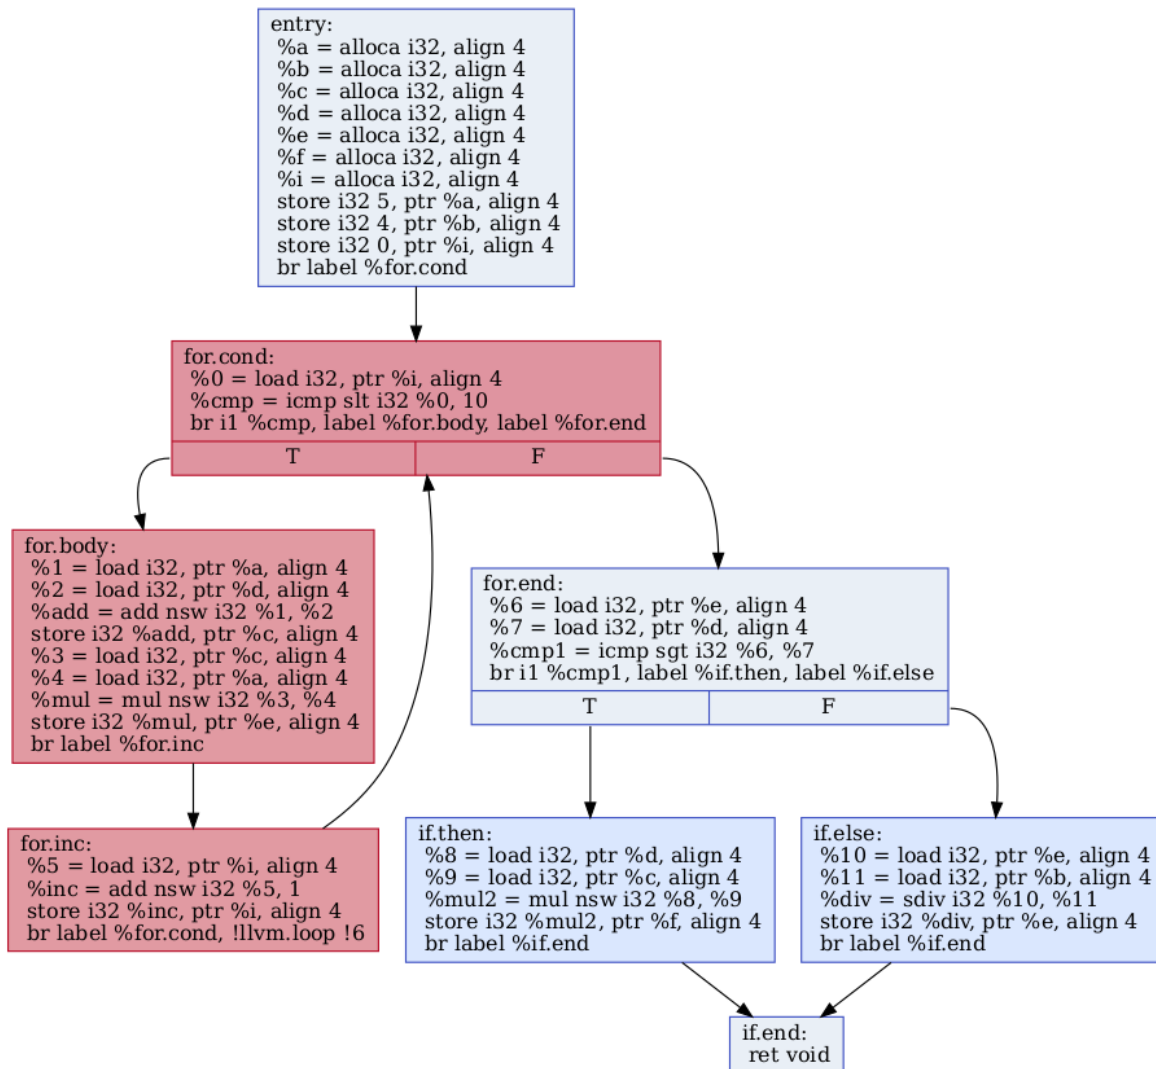 entry:
%a = alloca i32, align 4
%b = alloca i32, align 4
%c = alloca i32, align 4
%d = alloca i32, align 4
%e = alloca i32, align 4
%f = alloca i32, align 4
%i = alloca i32, align 4
store i32 5, ptr %a, align 4
store i32 4, ptr %b, align 4
store i32 0, ptr %i, align 4
br label %for.cond
for.cond:
%0 = load i32, ptr %i, align 4
%cmp = icmp slt i32 %0, 10
br i1 %cmp, label %for.body, label %for.end
T
F
for.body:
%1 = load i32, ptr %a, align 4
%2 = load i32, ptr %d, align 4
%add = add nsw i32 %1, %2
store i32 %add, ptr %c, align 4
%3 = load i32, ptr %c, align 4
%4 = load i32, ptr %a, align 4
%mul = mul nsw i32 %3, %4
store i32 %mul, ptr %e, align 4
br label %for.inc
for.end:
%6 = load i32, ptr %e, align 4
%7 = load i32, ptr %d, align 4
%cmp1 = icmp sgt i32 %6, %7
br i1 %cmp1, label %if.then, label %if.else
T
F
for.inc:
%5 = load i32, ptr %i, align 4
%inc = add nsw i32 %5, 1
store i32 %inc, ptr %i, align 4
br label %for.cond, !llvm.loop !6
if.then:
%8 = load i32, ptr %d, align 4
%9 = load i32, ptr %c, align 4
%mul2 = mul nsw i32 %8, %9
store i32 %mul2, ptr %f, align 4
br label %if.end
if.else:
%10 = load i32, ptr %e, align 4
%11 = load i32, ptr %b, align 4
%div = sdiv i32 %10, %11
store i32 %div, ptr %e, align 4
br label %if.end
if.end:
ret void